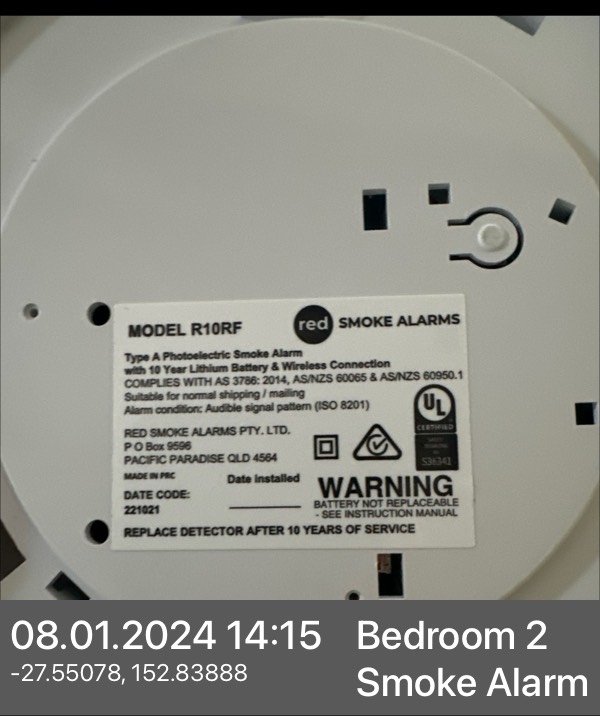 MODEL R10RF
red SMOKE ALARMS
Type A Photoelectric Smoke Alarm
with 10 Year Lithium Battery & Wireless Connection
COMPLIES WITH AS 3786: 2014, AS/NZS 60065 & AS/NZS 60950.1
Suitable for normal shipping / mailing
Alarm condition: Audible signal pattern (ISO 8201)
UL
CERTIFIED
S36341
RED SMOKE ALARMS PTY. LTD.
P O Box 9596
PACIFIC PARADISE QLD 4564
MADE IN PRC
Date installed
DATE CODE:
221021
WARNING
BATTERY NOT REPLACEABLE
- SEE INSTRUCTION MANUAL
REPLACE DETECTOR AFTER 10 YEARS OF SERVICE
08.01.2024 14:15
-27.55078, 152.83888
Bedroom 2
Smoke Alarm